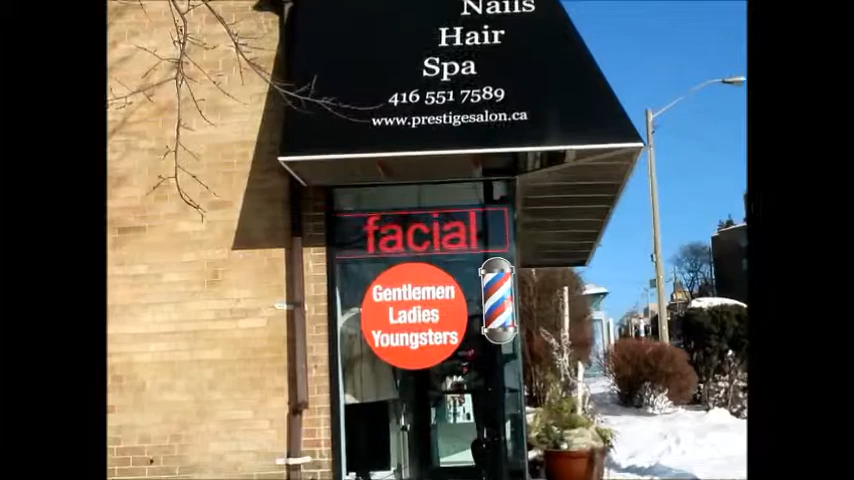 Nails
Hair
Spa
416 551 7589
www.prestigesalon.ca
facial
Gentlemen
Ladies
Youngsters